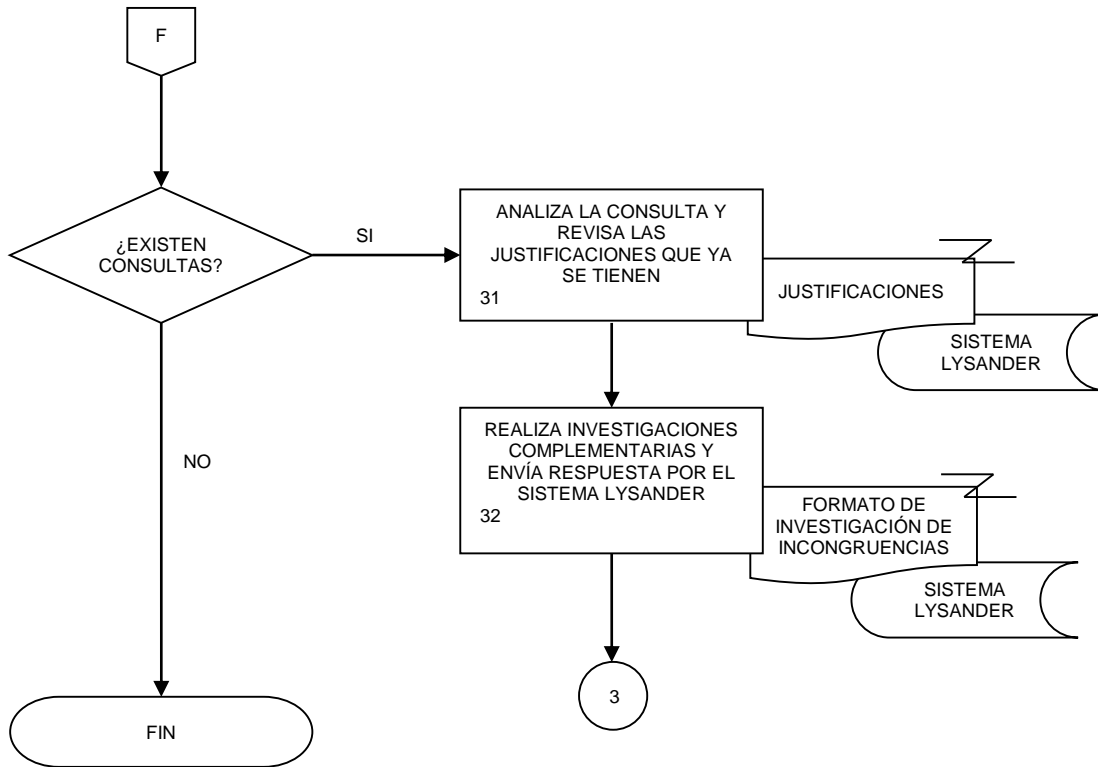 F
¿EXISTEN
CONSULTAS?
SI
ANALIZA LA CONSULTA Y
REVISA LAS
JUSTIFICACIONES QUE YA
SE TIENEN
31
JUSTIFICACIONES
SISTEMA
LYSANDER
NO
REALIZA INVESTIGACIONES
COMPLEMENTARIAS Y
ENVÍA RESPUESTA POR EL
SISTEMA LYSANDER
32
FORMATO DE
INVESTIGACIÓN DE
INCONGRUENCIAS
SISTEMA
LYSANDER
3
FIN